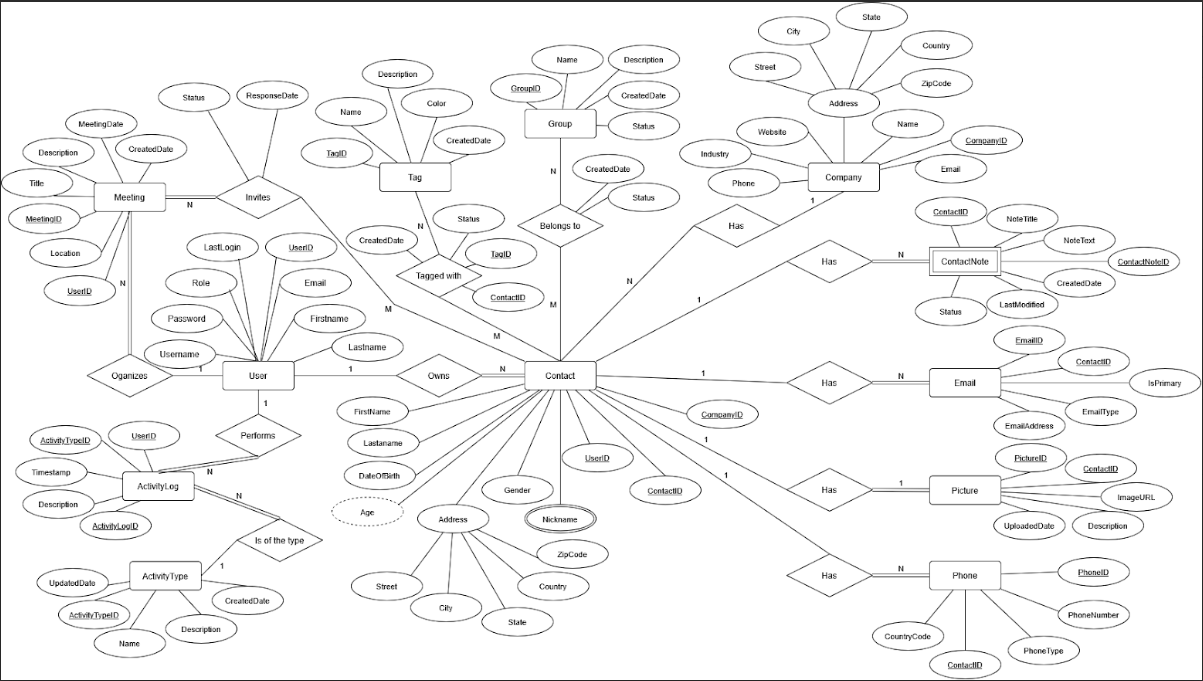 State
City
Country
Street
ZipCode
Address
Name
Description
GroupID
CreatedDate
Status
Group
Description
Name
Color
TagID
CreatedDate
Tag
Status
ResponseDate
MeetingDate
Description
CreatedDate
Title
Meeting
MeetingID
Location
UserID
N
Invites
Website
Name
Industry
CompanyID
Phone
Company
Email
1
N
CreatedDate
Status
Belongs to
M
Has
N
N
Status
CreatedDate
TagID
Tagged with
ContactID
M
M
ContactID
NoteTitle
NoteText
Has
N
ContactNote
ContactNoteID
CreatedDate
Status
LastModified
1
LastLogin
UserID
Role
Email
Password
Firstname
Username
Lastname
N
Oganizes
1
User
1
Owns
N
Contact
1
Has
N
Email
EmailID
ContactID
IsPrimary
EmailType
EmailAddress
FirstName
Lastaname
DateOfBirth
Age
Address
Gender
Nickname
UserID
ContactID
CompanyID
Street
City
State
Country
ZipCode
1
Performs
N
ActivityTypeID
UserID
Timestamp
ActivityLog
Description
ActivityLogID
N
Is of the type
1
UpdatedDate
ActivityType
ActivityTypeID
CreatedDate
Name
Description
1
Has
1
Picture
PictureID
ContactID
ImageURL
UploadedDate
Description
1
Has
N
Phone
PhoneID
PhoneNumber
CountryCode
PhoneType
ContactID